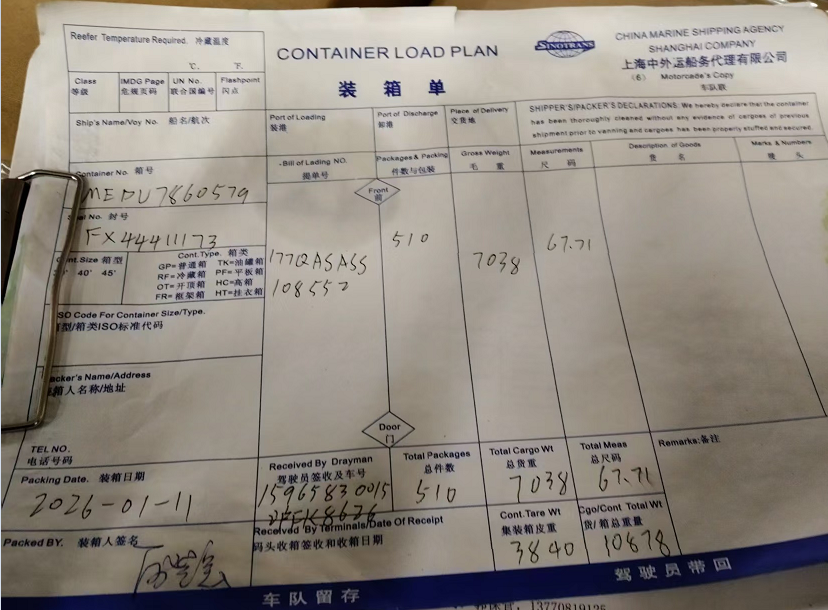 Reefer Temperature Required. 冷藏温度
℃. ℉.
CONTAINER LOAD PLAN
装 箱 单
SINOTRANS
CHINA MARINE SHIPPING AGENCY
SHANGHAI COMPANY
上海中外运船务代理有限公司
(6) Motorcade's Copy
车队联
Class 等级
IMDG Page 危规页码
UN No. 联合国编号
Flashpoint 闪点
Ship's Name/Voy No. 船名/航次
Port of Loading 装港
Port of Discharge 卸港
Place of Delivery 交货地
SHIPPER'S/PACKER'S DECLARATIONS: We hereby declare that the container
has been thoroughly cleaned without any evidence of cargoes of previous
shipment prior to vanning and cargoes has been properly stuffed and secured.
Container No. 箱号
MEDU7860579
Bill of Lading NO. 提单号
Packages & Packing 件数与包装
Gross Weight 毛 重
Measurements 尺 码
Description of Goods 货 名
Marks & Numbers 唛 头
Front 前
Seal No. 封号
FX44411173
177QASASS
108552
510
7038
67.71
Cont.Size 箱型
40' 45'
Cont.Type. 箱类
GP=普通箱 TK=油罐箱
RF=冷藏箱 PF=平板箱
OT=开顶箱 HC=高箱
FR=框架箱 HT=挂衣箱
ISO Code For Container Size/Type.
箱型/箱类ISO标准代码
Packer's Name/Address
装箱人名称/地址
Door 门
TEL NO.
电话号码
Packing Date. 装箱日期
2026-01-11
Received By Drayman
驾驶员签收及车号
15965830015
Total Packages
总件数
510
Total Cargo Wt
总货重
7038
Total Meas
总尺码
67.71
Remarks:备注
Packed BY. 装箱人签名
Received By Terminals/Date Of Receipt
码头收箱签收和收箱日期
Cont.Tare Wt
集装箱皮重
3840
Cgo/Cont Total Wt
货/箱总重量
10878
车队留存
驾驶员带回